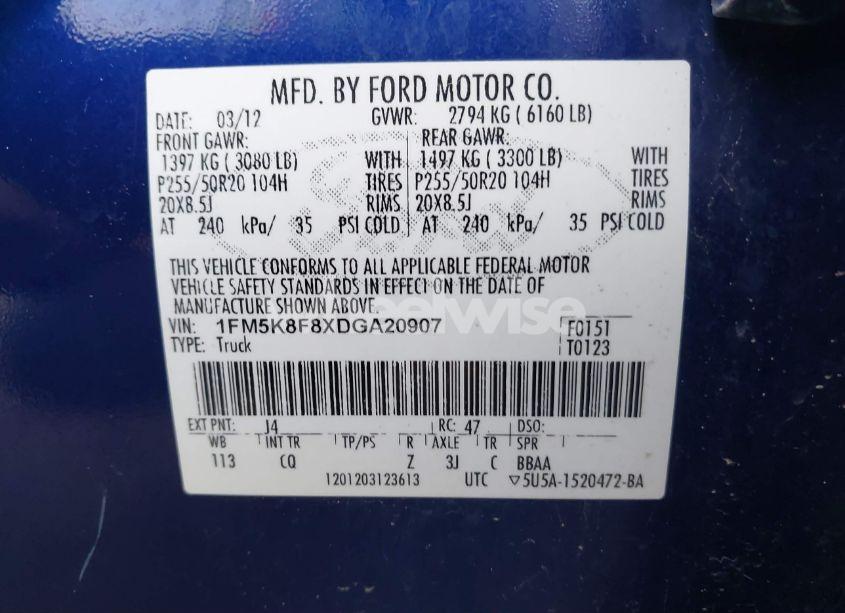 MFD. BY FORD MOTOR CO.
DATE: 03/12 GVWR: 2794 KG ( 6160 LB)
FRONT GAWR: REAR GAWR:
1397 KG ( 3080 LB) WITH 1497 KG ( 3300 LB) WITH
P255/50R20 104H TIRES P255/50R20 104H TIRES
20X8.5J RIMS 20X8.5J RIMS
AT 240 kPa/ 35 PSI COLD AT 240 kPa/ 35 PSI COLD
THIS VEHICLE CONFORMS TO ALL APPLICABLE FEDERAL MOTOR
VEHICLE SAFETY STANDARDS IN EFFECT ON THE DATE OF
MANUFACTURE SHOWN ABOVE.
VIN: 1FM5K8F8XDGA20907 F0151
TYPE: Truck T0123
EXT PNT: J4 RC: 47 DSO:
WB INT TR TP/PS R AXLE TR SPR
113 CQ Z 3J C BBAA
1201203123613 UTC ▽5U5A-1520472-BA